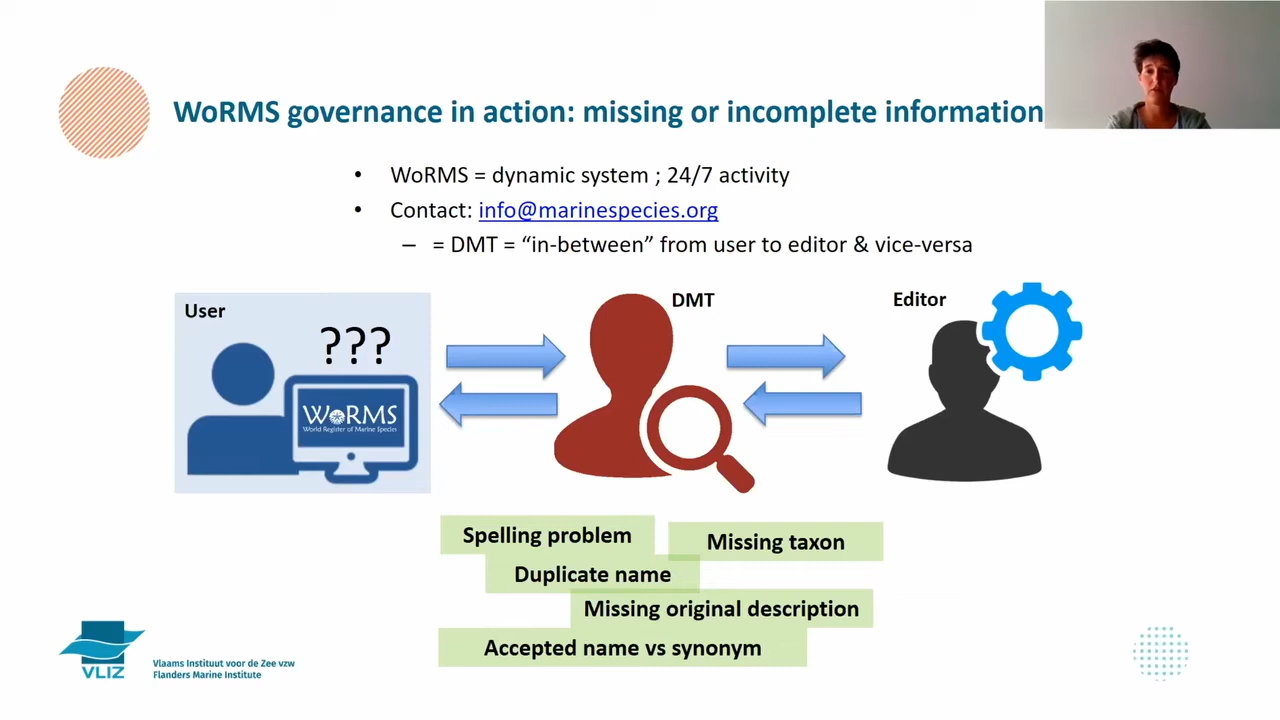 WoRMS governance in action: missing or incomplete information
• WoRMS = dynamic system ; 24/7 activity
• Contact: info@marinespecies.org
– = DMT = “in-between” from user to editor & vice-versa
User
???
WoRMS
World Register of Marine Species
DMT
Editor
Spelling problem
Missing taxon
Duplicate name
Missing original description
Accepted name vs synonym
VLIZ
Vlaams Instituut voor de Zee vzw
Flanders Marine Institute